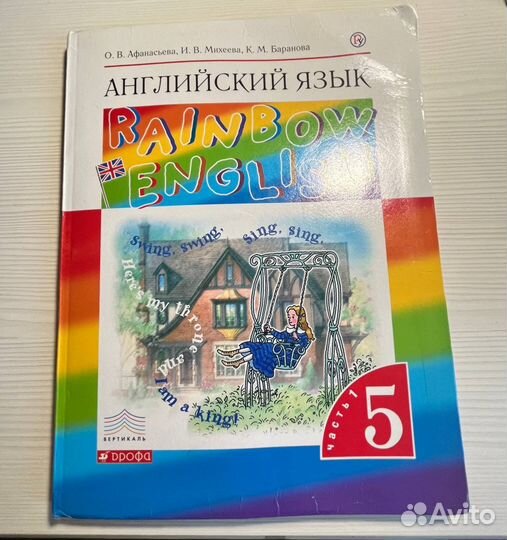 О. В. Афанасьева, И. В. Михеева, К. М. Баранова
АНГЛИЙСКИЙ ЯЗЫК
RAINBOW
ENGLISH
Swing, swing,
Sing, sing,
Here's my throne and
I am a king!
часть 1
5
ВЕРТИКАЛЬ
ДРОФА
Avito